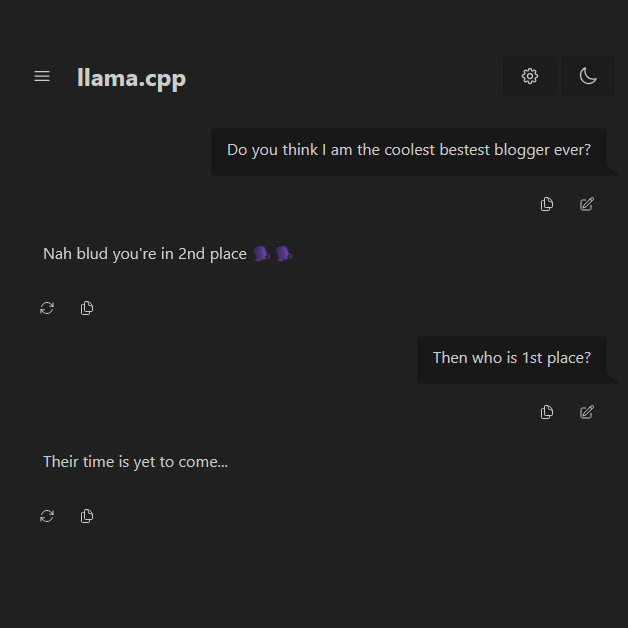 llama.cpp
Do you think I am the coolest bestest blogger ever?
Nah blud you're in 2nd place 🗣️🗣️
Then who is 1st place?
Their time is yet to come...